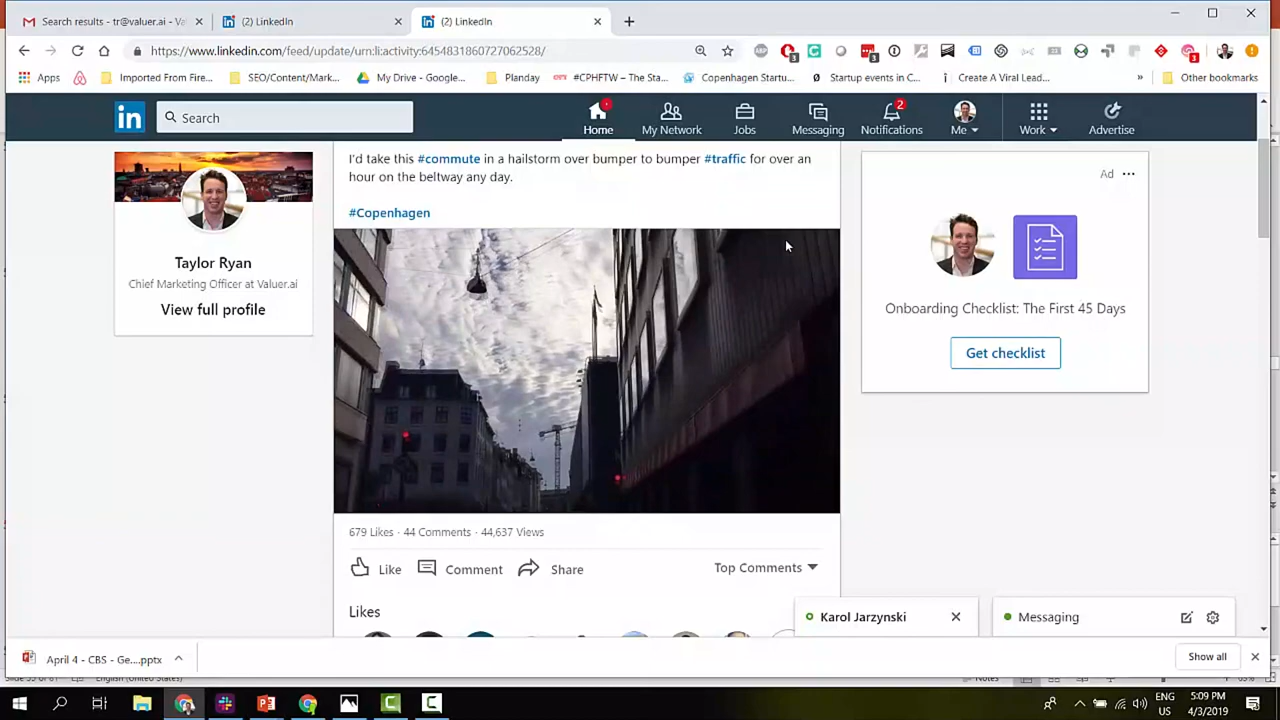 Search results - tr@valuer.ai - Va
(2) LinkedIn
(2) LinkedIn
https://www.linkedin.com/feed/update/urn:li:activity:6454831860727062528/
Apps
Imported From Fire...
SEO/Content/Mark...
My Drive - Google...
Planday
#CPHFTW – The Sta...
Copenhagen Startu...
Startup events in C...
Create A Viral Lead...
»
Other bookmarks
in
Search
Home
My Network
Jobs
Messaging
2
Notifications
Me
Work
Advertise
I'd take this #commute in a hailstorm over bumper to bumper #traffic for over an
hour on the beltway any day.
#Copenhagen
Taylor Ryan
Chief Marketing Officer at Valuer.ai
View full profile
Ad
Onboarding Checklist: The First 45 Days
Get checklist
679 Likes · 44 Comments · 44,637 Views
Like
Comment
Share
Top Comments
Likes
Karol Jarzynski
Messaging
April 4 - CBS - Ge....pptx
Show all
English (United States)
Notes
ENG
US
5:09 PM
4/3/2019